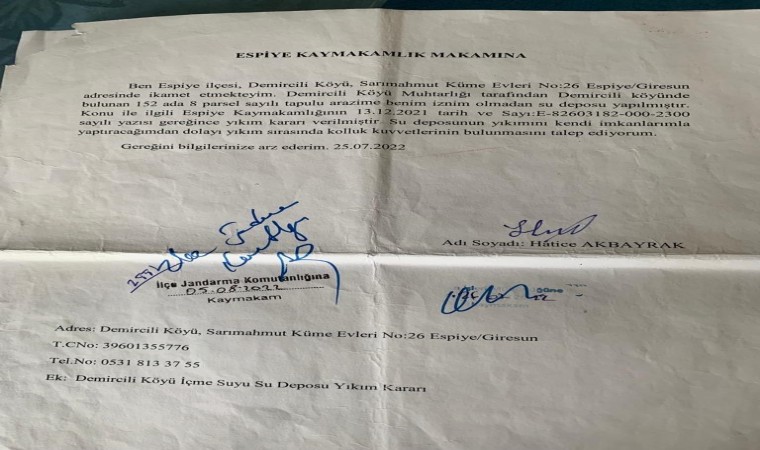 ESPİYE KAYMAKAMLIK MAKAMINA
Ben Espiye ilçesi, Demircili Köyü, Sarımahmut Küme Evleri No:26 Espiye/Giresun
adresinde ikamet etmekteyim. Demircili Köyü Muhtarlığı tarafından Demircili köyünde
bulunan 152 ada 8 parsel sayılı tapulu arazime benim iznim olmadan su deposu yapılmıştır.
Konu ile ilgili Espiye Kaymakamlığının 13.12.2021 tarih ve Sayı:E-82603182-000-2300
sayılı yazısı gereğince yıkım kararı verilmiştir. Su deposunun yıkımını kendi imkanlarımla
yaptıracağımdan dolayı yıkım sırasında kolluk kuvvetlerinin bulunmasını talep ediyorum.
Gereğini bilgilerinize arz ederim. 25.07.2022
Adı Soyadı: Hatice AKBAYRAK
İlçe Jandarma Komutanlığına
05.08.2022
Kaymakam
Adres: Demircili Köyü, Sarımahmut Küme Evleri No:26 Espiye/Giresun
T.CNo: 39601355776
Tel.No: 0531 813 37 55
Ek: Demircili Köyü İçme Suyu Su Deposu Yıkım Kararı